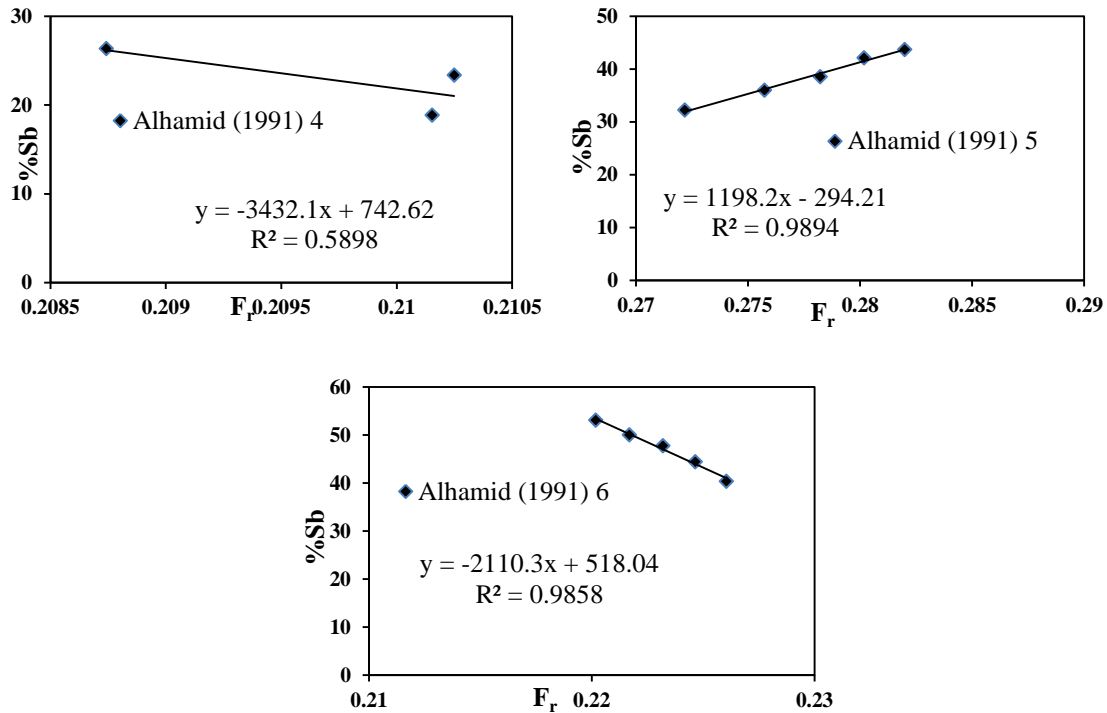 30
20
10
0
%Sb
Alhamid (1991) 4
y = -3432.1x + 742.62
R² = 0.5898
0.2085 0.209 0.2095 0.21 0.2105
Fr
50
40
30
20
10
0
%Sb
Alhamid (1991) 5
y = 1198.2x - 294.21
R² = 0.9894
0.27 0.275 0.28 0.285 0.29
Fr
60
50
40
30
20
10
0
%Sb
Alhamid (1991) 6
y = -2110.3x + 518.04
R² = 0.9858
0.21 0.22 0.23
Fr